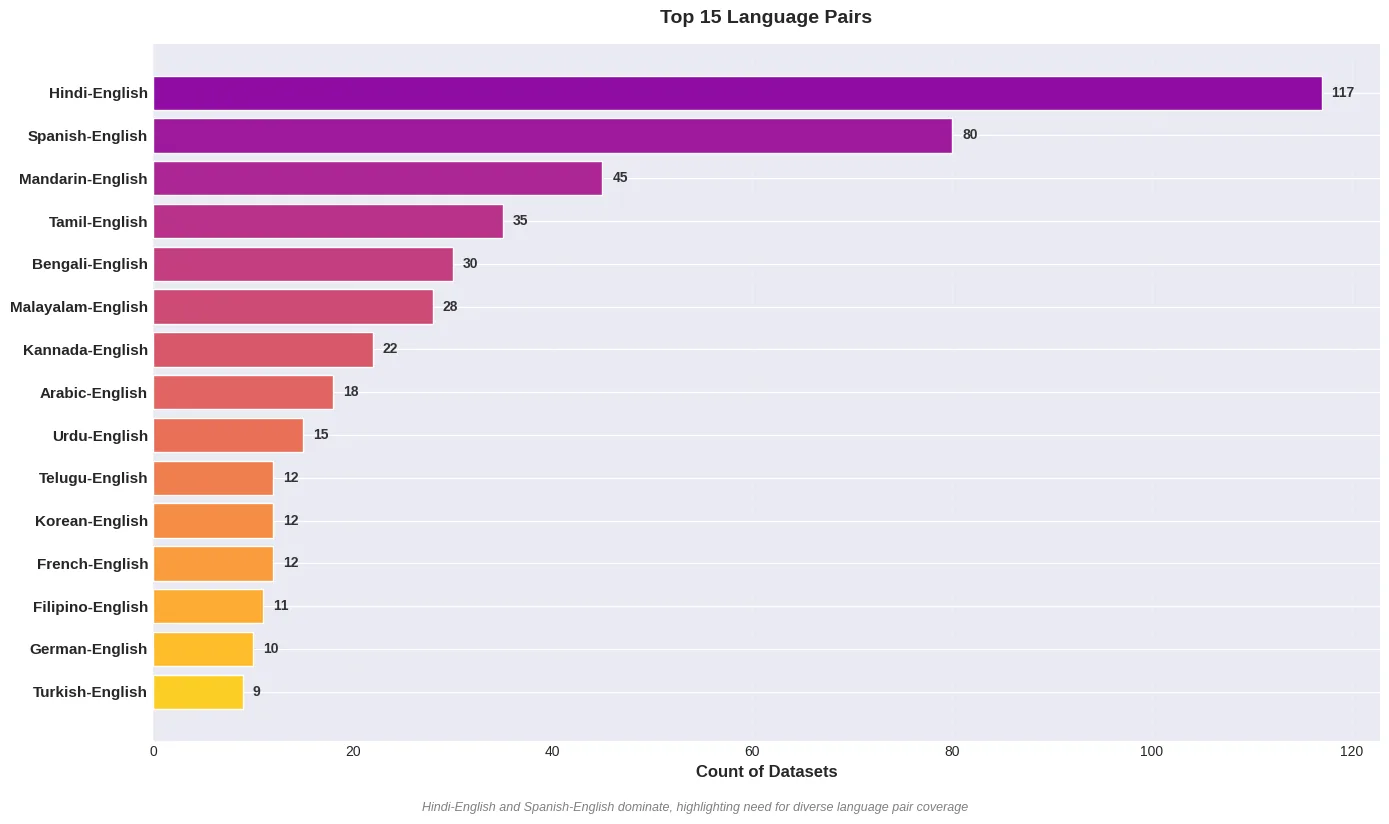 Top 15 Language Pairs
Hindi-English 117
Spanish-English 80
Mandarin-English 45
Tamil-English 35
Bengali-English 30
Malayalam-English 28
Kannada-English 22
Arabic-English 18
Urdu-English 15
Telugu-English 12
Korean-English 12
French-English 12
Filipino-English 11
German-English 10
Turkish-English 9
0 20 40 60 80 100 120
Count of Datasets
Hindi-English and Spanish-English dominate, highlighting need for diverse language pair coverage